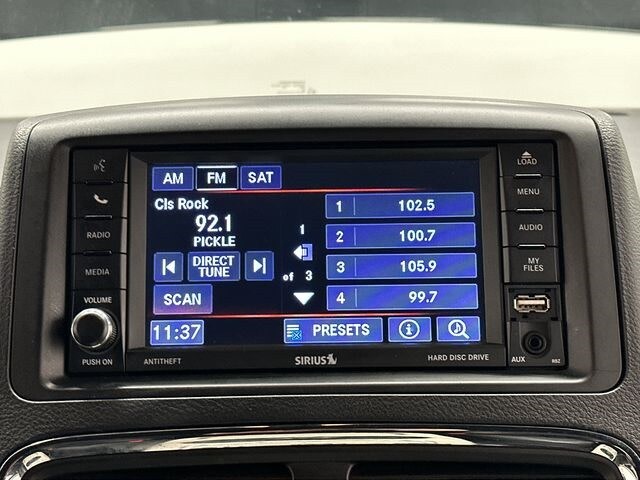 LOAD
AM FM SAT
MENU
Cls Rock
92.1
PICKLE
1 102.5
2 100.7
3 105.9
4 99.7
1
of 3
RADIO
AUDIO
DIRECT
TUNE
MEDIA
MY
FILES
SCAN
VOLUME
11:37
PRESETS
PUSH ON
ANTITHEFT
SIRIUS
HARD DISC DRIVE
AUX
RBZ